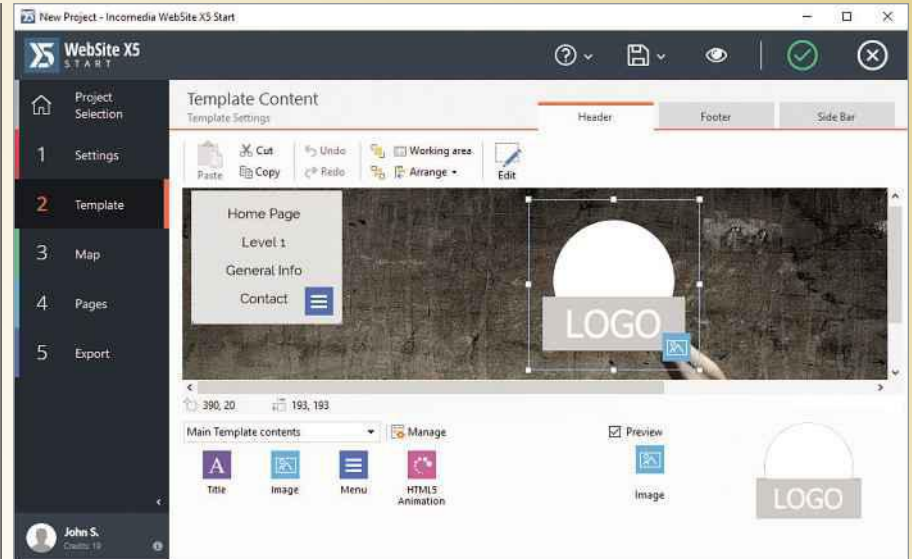 New Project - Incomedia WebSite X5 Start
WebSite X5
START
Project
Selection
1 Settings
2 Template
3 Map
4 Pages
5 Export
John S.
Credits: 19
Template Content
Template Settings
Header
Footer
Side Bar
Paste
Cut
Copy
Undo
Redo
Working area
Arrange
Edit
Home Page
Level 1
General Info
Contact
LOGO
390, 20
193, 193
Main Template contents
Manage
Preview
A
Title
Image
Menu
HTML5
Animation
Image
LOGO